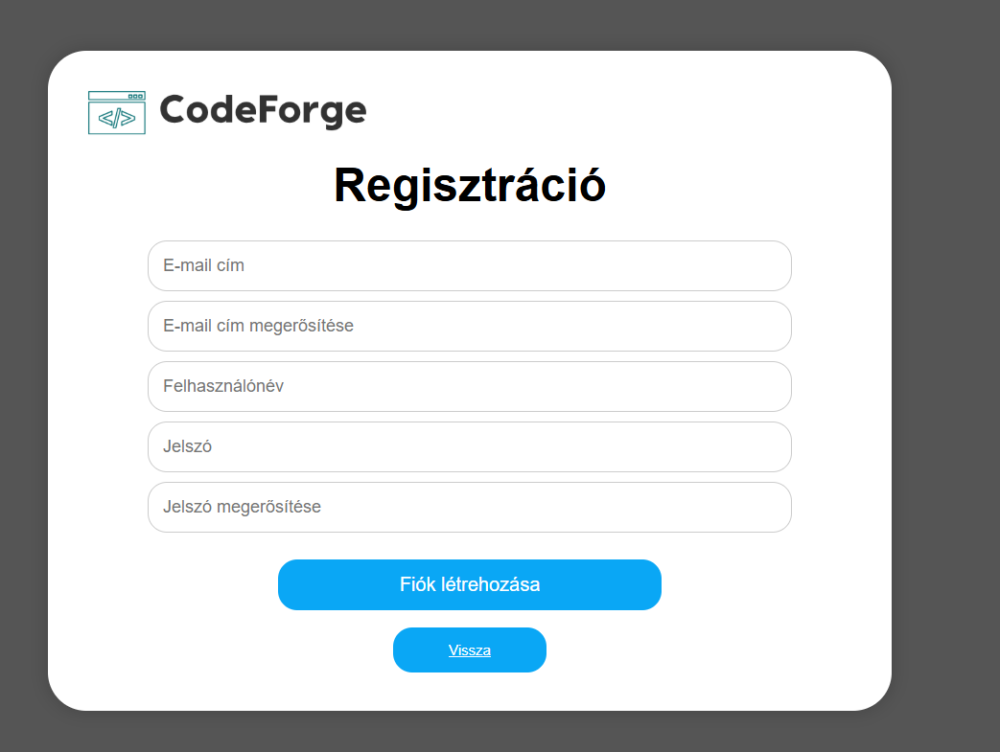 </>
CodeForge
Regisztráció
E-mail cím
E-mail cím megerősítése
Felhasználónév
Jelszó
Jelszó megerősítése
Fiók létrehozása
Vissza